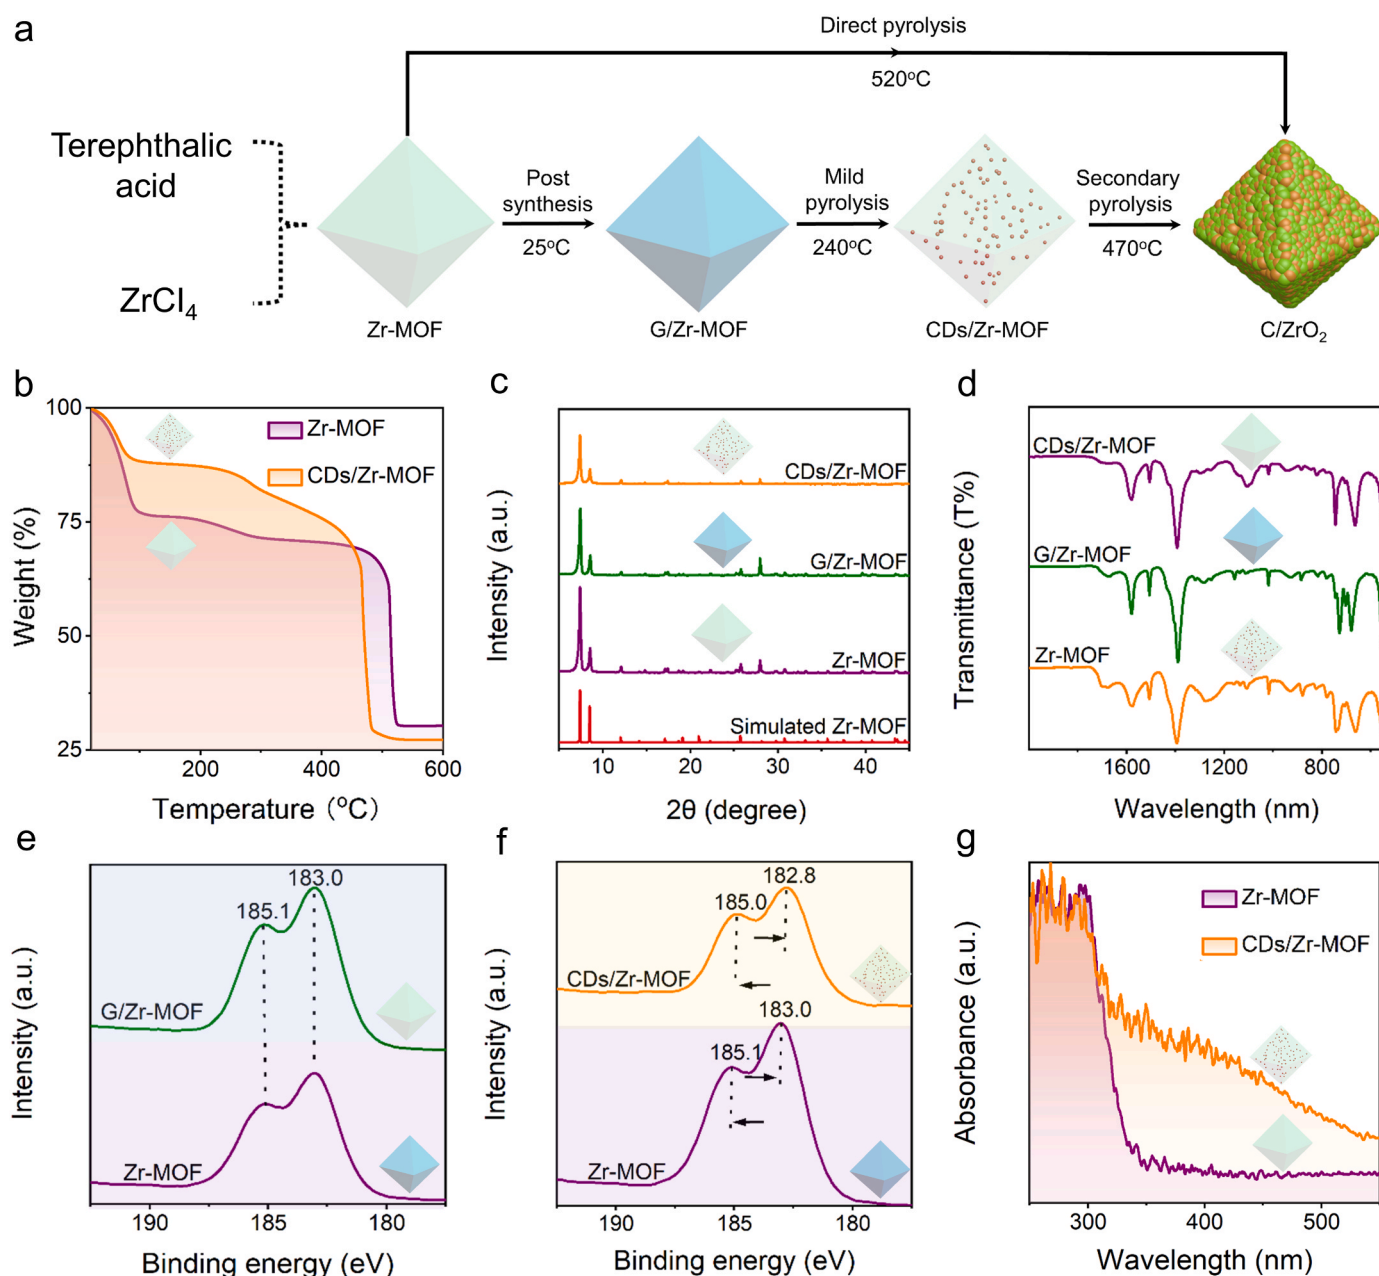 a
Direct pyrolysis
520°C
Terephthalic
acid
ZrCl4
Post
synthesis
25°C
Mild
pyrolysis
240°C
Secondary
pyrolysis
470°C
Zr-MOF
G/Zr-MOF
CDs/Zr-MOF
C/ZrO2
b
100
75
50
25
Weight (%)
Zr-MOF
CDs/Zr-MOF
200
400
600
Temperature (°C)
c
Intensity (a.u.)
CDs/Zr-MOF
G/Zr-MOF
Zr-MOF
Simulated Zr-MOF
10
20
30
40
2θ (degree)
d
Transmittance (T%)
CDs/Zr-MOF
G/Zr-MOF
Zr-MOF
1600
1200
800
Wavelength (nm)
e
Intensity (a.u.)
183.0
185.1
G/Zr-MOF
Zr-MOF
190
185
180
Binding energy (eV)
f
Intensity (a.u.)
185.0
182.8
CDs/Zr-MOF
183.0
185.1
Zr-MOF
190
185
180
Binding energy (eV)
g
Absorbance (a.u.)
Zr-MOF
CDs/Zr-MOF
300
400
500
Wavelength (nm)